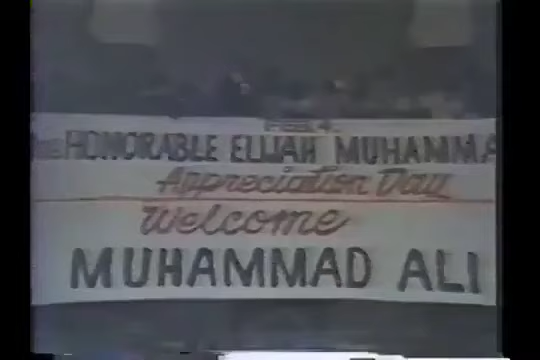 HONORABLE ELIJAH MUHAMMA
Appreciation Day
Welcome
MUHAMMAD ALI